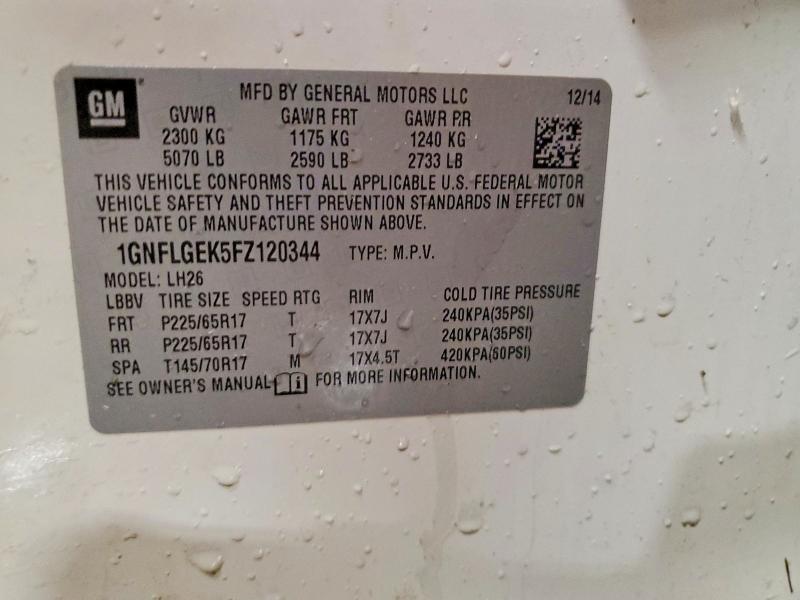 GM
MFD BY GENERAL MOTORS LLC 12/14
GVWR GAWR FRT GAWR RR
2300 KG 1175 KG 1240 KG
5070 LB 2590 LB 2733 LB
THIS VEHICLE CONFORMS TO ALL APPLICABLE U.S. FEDERAL MOTOR
VEHICLE SAFETY AND THEFT PREVENTION STANDARDS IN EFFECT ON
THE DATE OF MANUFACTURE SHOWN ABOVE.
1GNFLGEK5FZ120344 TYPE: M.P.V.
MODEL: LH26
LBBV TIRE SIZE SPEED RTG RIM COLD TIRE PRESSURE
FRT P225/65R17 T 17X7J 240KPA(35PSI)
RR P225/65R17 T 17X7J 240KPA(35PSI)
SPA T145/70R17 M 17X4.5T 420KPA(60PSI)
SEE OWNER'S MANUAL i FOR MORE INFORMATION.